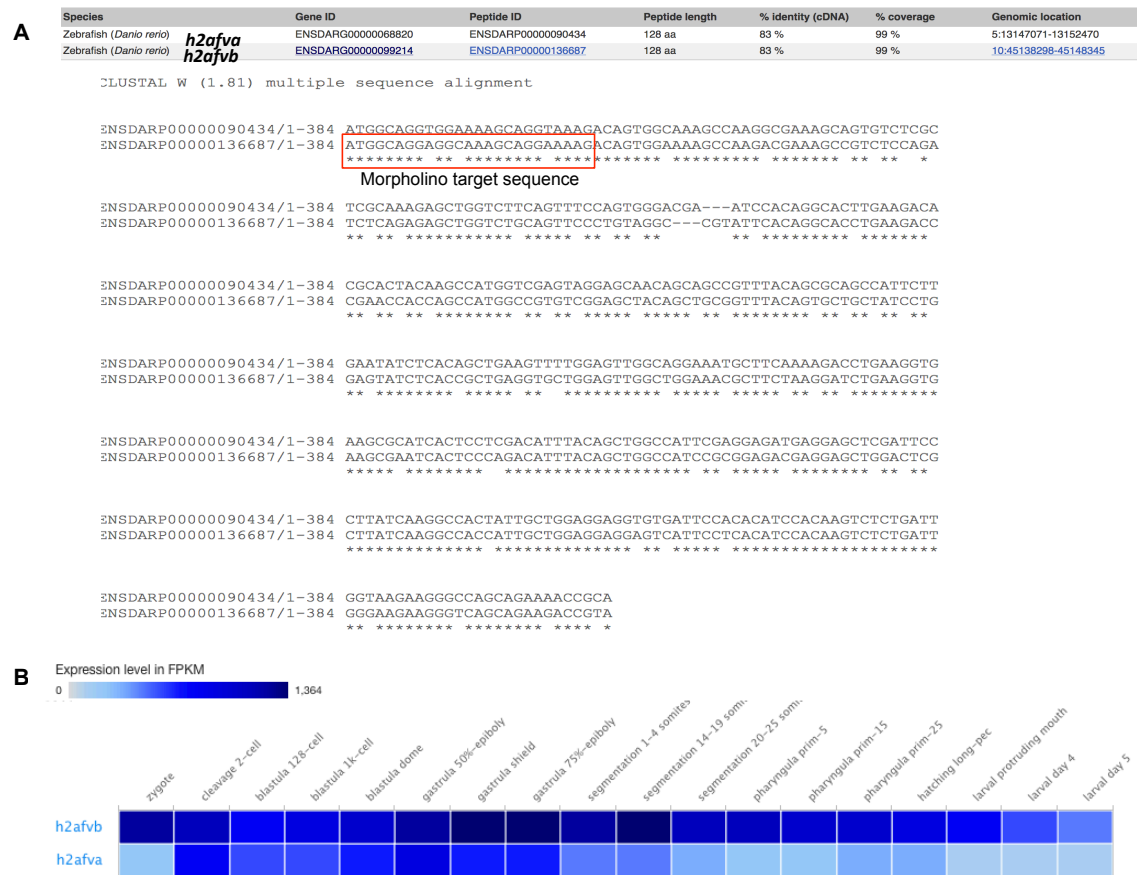 A
Species Gene ID Peptide ID Peptide length % identity (cDNA) % coverage Genomic location
Zebrafish (Danio rerio) h2afva ENSDARG00000068820 ENSDARP00000090434 128 aa 83 % 99 % 5:13147071-13152470
Zebrafish (Danio rerio) h2afvb ENSDARG00000099214 ENSDARP00000136687 128 aa 83 % 99 % 10:45138298-45148345
CLUSTAL W (1.81) multiple sequence alignment
ENSDARP00000090434/1-384 ATGGCAGGTGGAAAAGCAGGTAAAGACAGTGGCAAAGCCAAGGCGAAAGCAGTGTCTCGC
ENSDARP00000136687/1-384 ATGGCAGGAGGCAAAGCAGGAAAAGACAGTGGAAAAGCCAAGACGAAAGCCGTCTCCAGA
******** ** ******** *********** ********* ******* ** ** *
Morpholino target sequence
ENSDARP00000090434/1-384 TCGCAAAGAGCTGGTCTTCAGTTTCCAGTGGGACGA---ATCCACAGGCACTTGAAGACA
ENSDARP00000136687/1-384 TCTCAGAGAGCTGGTCTGCAGTTCCCTGTAGGC---CGTATTCACAGGCACCTGAAGACC
** ** *********** ***** ** ** ** ** ********* *******
ENSDARP00000090434/1-384 CGCACTACAAGCCATGGTCGAGTAGGAGCAACAGCAGCCGTTTACAGCGCAGCCATTCTT
ENSDARP00000136687/1-384 CGAACCACCAGCCATGGCCGTGTCGGAGCTACAGCTGCGGTTTACAGTGCTGCTATCCTG
** ** ** ******** ** ** ***** ***** ** ******** ** ** ** **
ENSDARP00000090434/1-384 GAATATCTCACAGCTGAAGTTTTGGAGTTGGCAGGAAATGCTTCAAAAGACCTGAAGGTG
ENSDARP00000136687/1-384 GAGTATCTCACCGCTGAGGTGCTGGAGTTGGCTGGAAACGCTTCTAAGGATCTGAAGGTG
** ******** ***** ** ********** ***** ***** ** ** *********
ENSDARP00000090434/1-384 AAGCGCATCACTCCTCGACATTTACAGCTGGCCATTCGAGGAGATGAGGAGCTCGATTCC
ENSDARP00000136687/1-384 AAGCGAATCACTCCCAGACATTTACAGCTGGCCATCCGCGGAGACGAGGAGCTGGACTCG
***** ******** ******************* ** ***** ******** ** **
ENSDARP00000090434/1-384 CTTATCAAGGCCACTATTGCTGGAGGAGGTGTGATTCCACACATCCACAAGTCTCTGATT
ENSDARP00000136687/1-384 CTTATCAAGGCCACCATTGCTGGAGGAGGAGTCATTCCTCACATCCACAAGTCTCTGATT
************** ************** ** ***** *********************
ENSDARP00000090434/1-384 GGTAAGAAGGGCCAGCAGAAAACCGCA
ENSDARP00000136687/1-384 GGGAAGAAGGGTCAGCAGAAGACCGTA
** ******** ******** **** *
B
Expression level in FPKM
0 1,364
zygote cleavage 2-cell blastula 128-cell blastula 1k-cell blastula dome gastrula 50%-epiboly gastrula shield gastrula 75%-epiboly segmentation 1-4 somites segmentation 14-19 somi segmentation 20-25 somi pharyngula prim-5 pharyngula prim-15 pharyngula prim-25 hatching long-pec larval protruding mouth larval day 4 larval day 5
h2afvb
h2afva